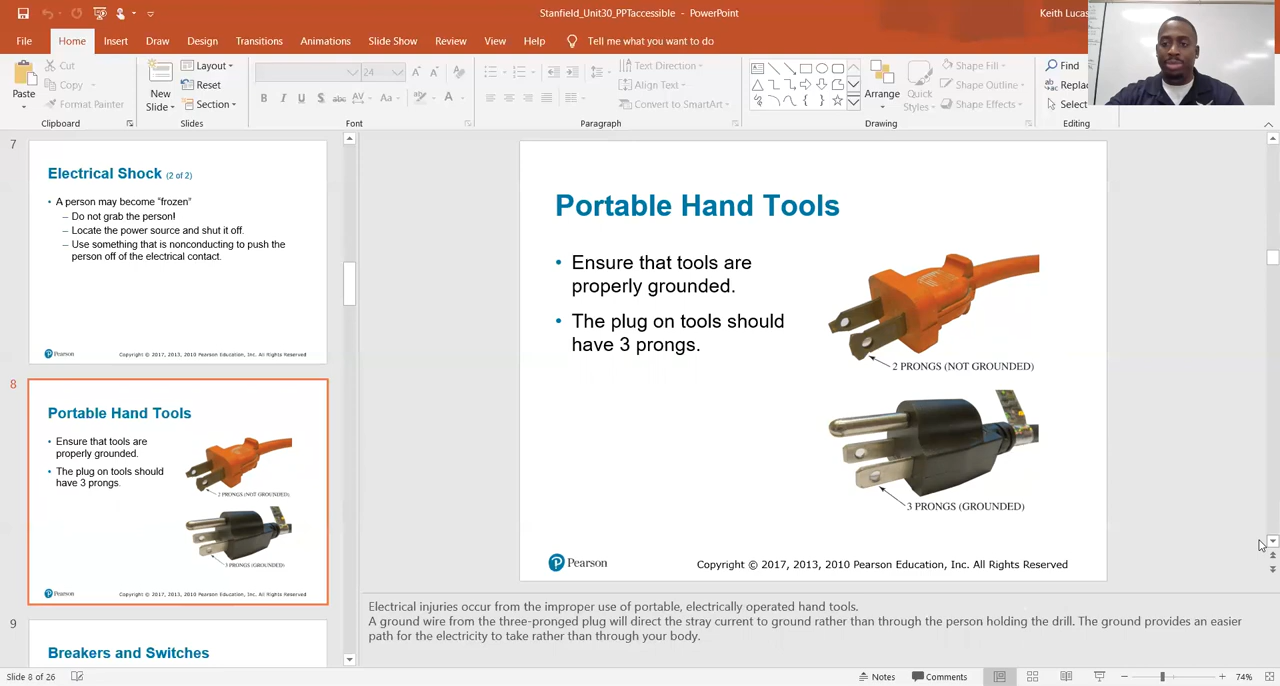 Stanfield_Unit30_PPTaccessible - PowerPoint
Keith Lucas
File Home Insert Draw Design Transitions Animations Slide Show Review View Help Tell me what you want to do
Paste
Cut
Copy
Format Painter
Clipboard
New
Slide
Layout
Reset
Section
Slides
24
Font
Text Direction
Align Text
Convert to SmartArt
Paragraph
Arrange
Quick
Styles
Shape Fill
Shape Outline
Shape Effects
Drawing
Find
Replac
Select
Editing
7
Electrical Shock (2 of 2)
• A person may become “frozen”
– Do not grab the person!
– Locate the power source and shut it off.
– Use something that is nonconducting to push the
person off of the electrical contact.
Pearson
Copyright © 2017, 2013, 2010 Pearson Education, Inc. All Rights Reserved
8
Portable Hand Tools
• Ensure that tools are
properly grounded.
• The plug on tools should
have 3 prongs.
2 PRONGS (NOT GROUNDED)
3 PRONGS (GROUNDED)
Pearson
Copyright © 2017, 2013, 2010 Pearson Education, Inc. All Rights Reserved
9
Breakers and Switches
Portable Hand Tools
• Ensure that tools are
properly grounded.
• The plug on tools should
have 3 prongs.
2 PRONGS (NOT GROUNDED)
3 PRONGS (GROUNDED)
Pearson
Copyright © 2017, 2013, 2010 Pearson Education, Inc. All Rights Reserved
Electrical injuries occur from the improper use of portable, electrically operated hand tools.
A ground wire from the three-pronged plug will direct the stray current to ground rather than through the person holding the drill. The ground provides an easier
path for the electricity to take rather than through your body.
Slide 8 of 26
Notes
Comments
74%